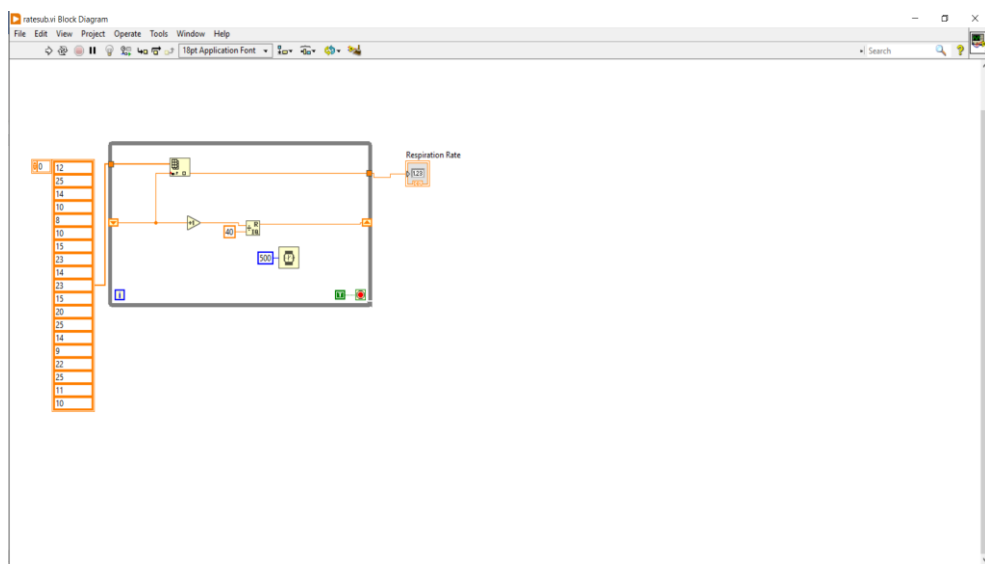 ratesub.vi Block Diagram
File Edit View Project Operate Tools Window Help
18pt Application Font
Search
Respiration Rate
0
12
25
14
10
8
10
15
23
14
23
15
20
25
14
9
22
25
11
10
+1
40
R
IQ
500
i
T
123